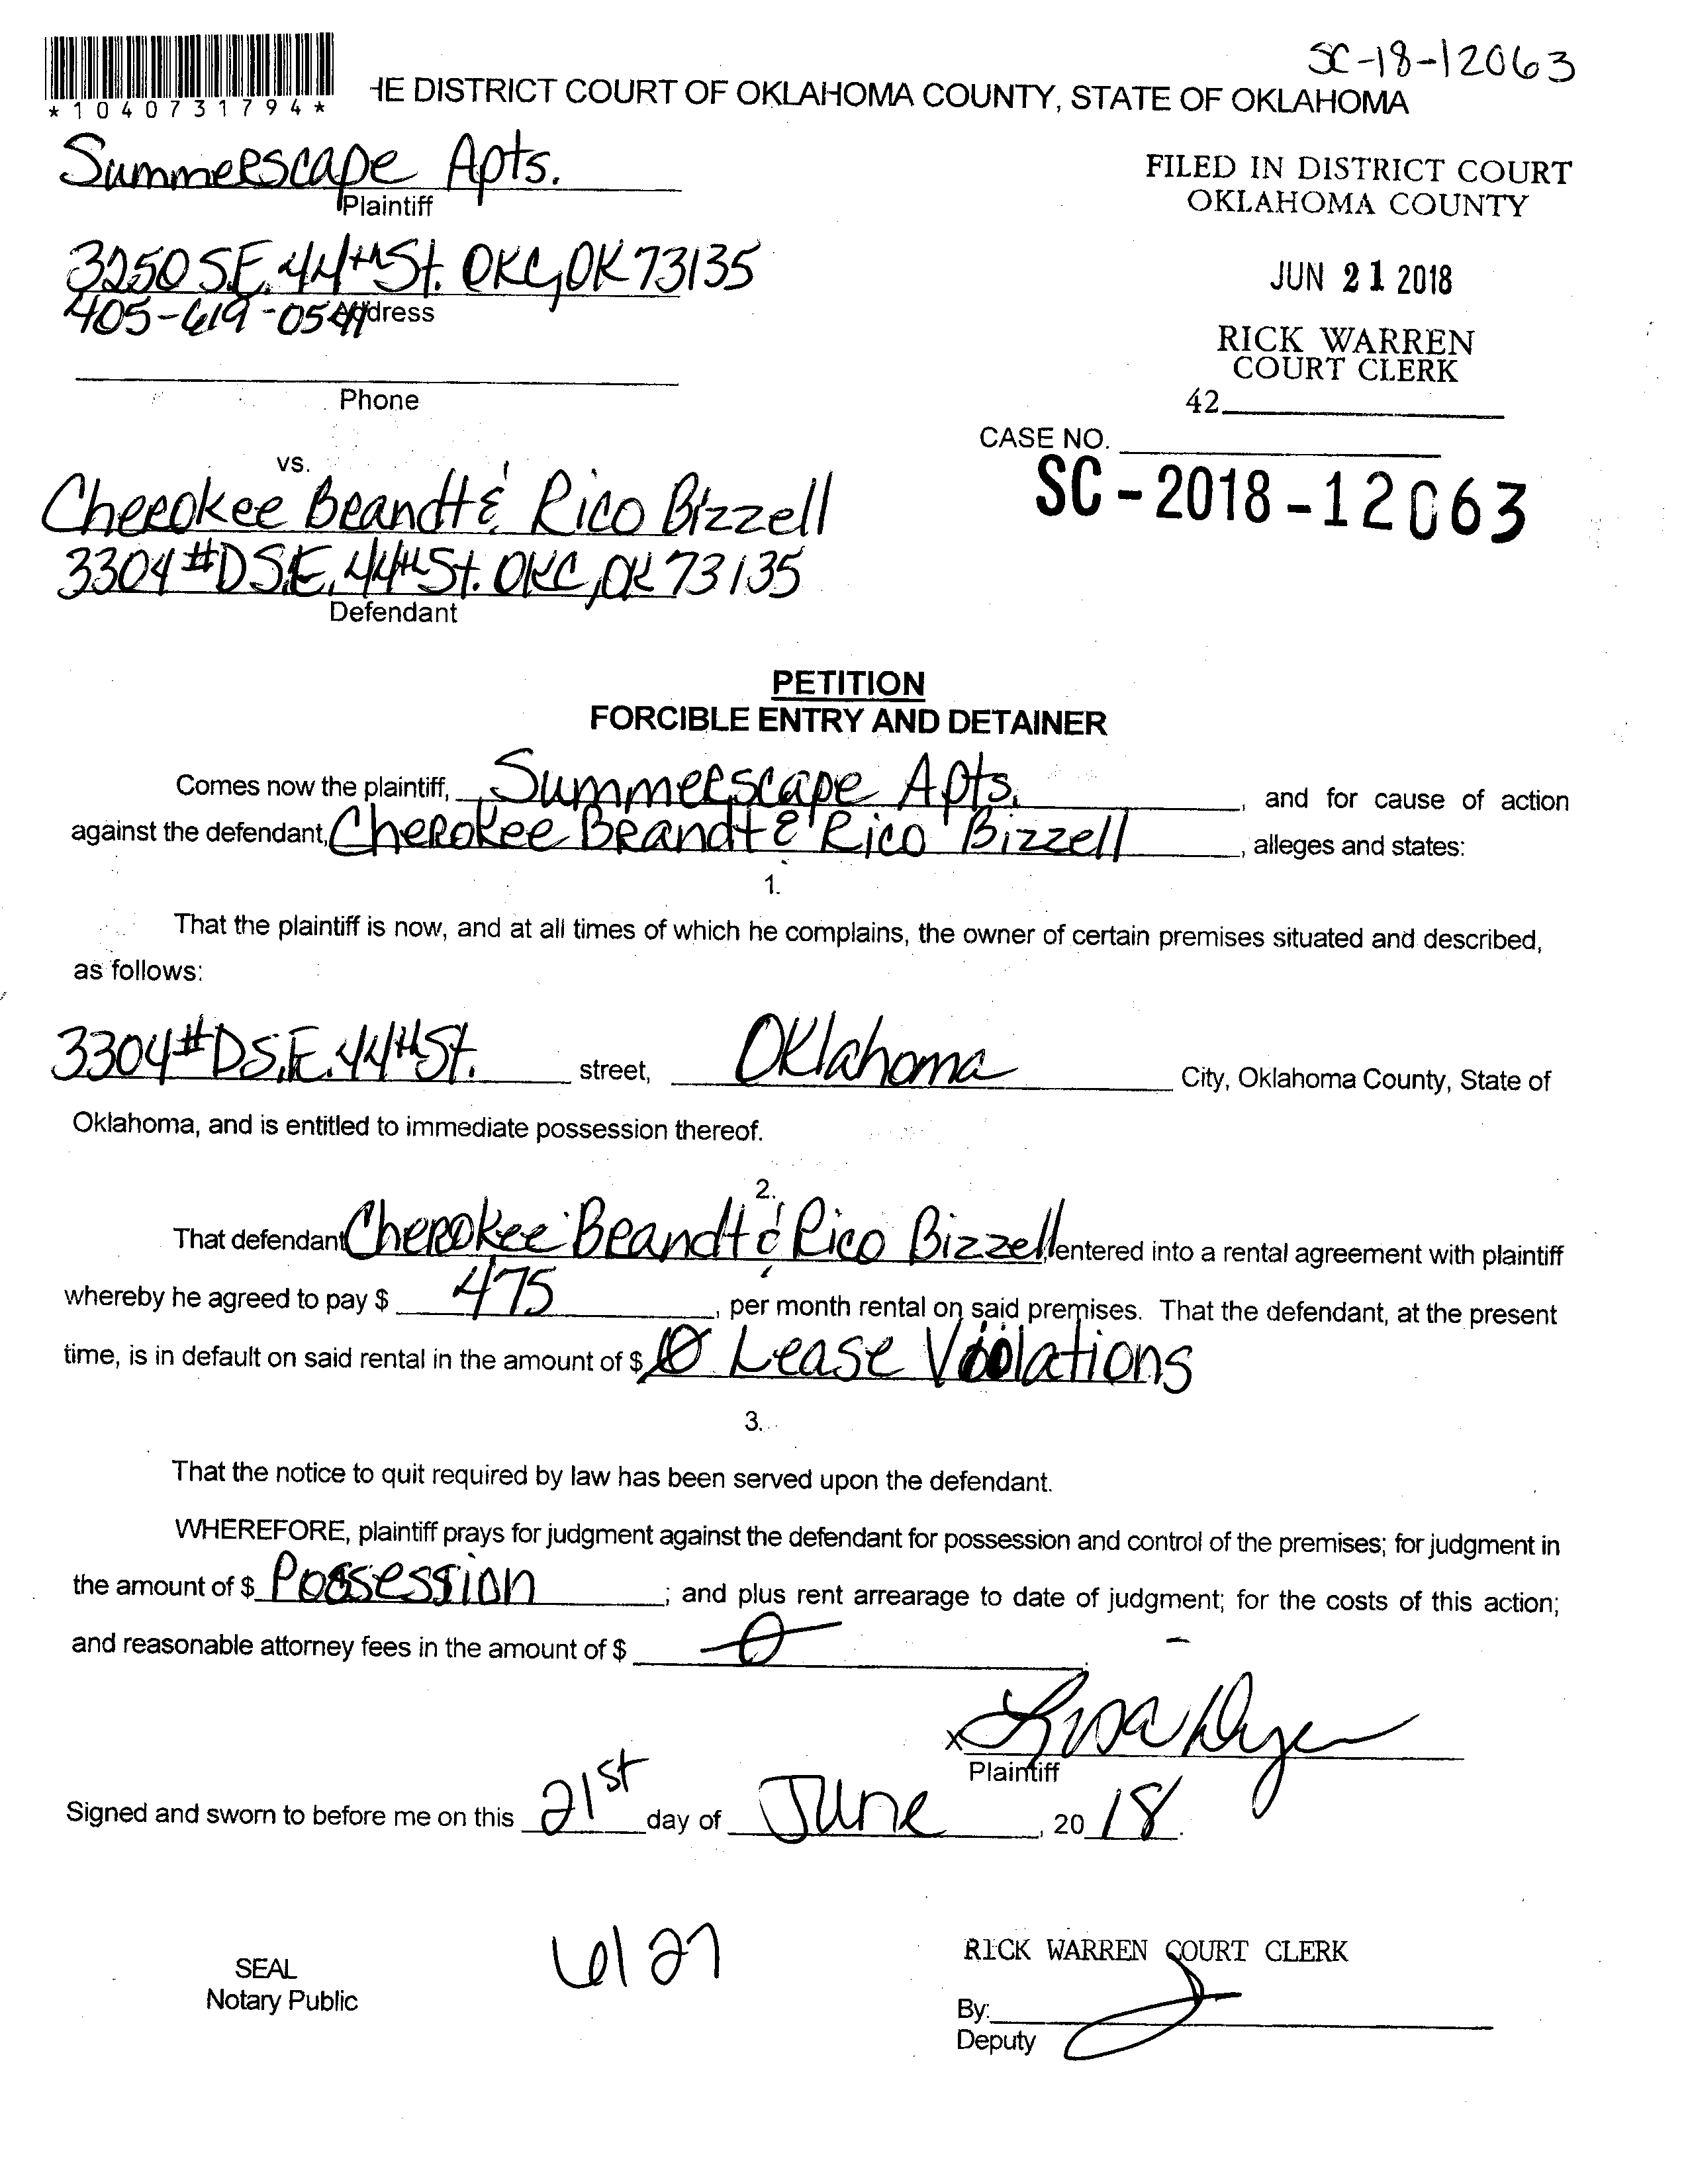 SC-18-12063
*1040731794*
HE DISTRICT COURT OF OKLAHOMA COUNTY, STATE OF OKLAHOMA
Summerscape Apts.
Plaintiff
FILED IN DISTRICT COURT
OKLAHOMA COUNTY
3250 S.E. 44th St. OKC, OK 73135
Address
405-619-0541
JUN 21 2018
RICK WARREN
COURT CLERK
Phone
42
CASE NO.
SC-2018-12063
vs.
Cherokee Brandt & Rico Bizzell
3304 #D S.E. 44th St. OKC, OK 73135
Defendant
PETITION
FORCIBLE ENTRY AND DETAINER
Comes now the plaintiff, Summerscape Apts. , and for cause of action
against the defendant, Cherokee Brandt & Rico Bizzell , alleges and states:
1.
That the plaintiff is now, and at all times of which he complains, the owner of certain premises situated and described,
as follows:
3304 #D S.E. 44th St. street, Oklahoma City, Oklahoma County, State of
Oklahoma, and is entitled to immediate possession thereof.
2.
That defendant Cherokee Brandt & Rico Bizzell, entered into a rental agreement with plaintiff
whereby he agreed to pay $ 475 , per month rental on said premises. That the defendant, at the present
time, is in default on said rental in the amount of $ 0 Lease Violations
3.
That the notice to quit required by law has been served upon the defendant.
WHEREFORE, plaintiff prays for judgment against the defendant for possession and control of the premises; for judgment in
the amount of $ Possession ; and plus rent arrearage to date of judgment; for the costs of this action;
and reasonable attorney fees in the amount of $ 0 .
x Lisa Dyer
Plaintiff
Signed and sworn to before me on this 21st day of June , 20 18.
6/27
SEAL
Notary Public
RICK WARREN COURT CLERK
By:
Deputy